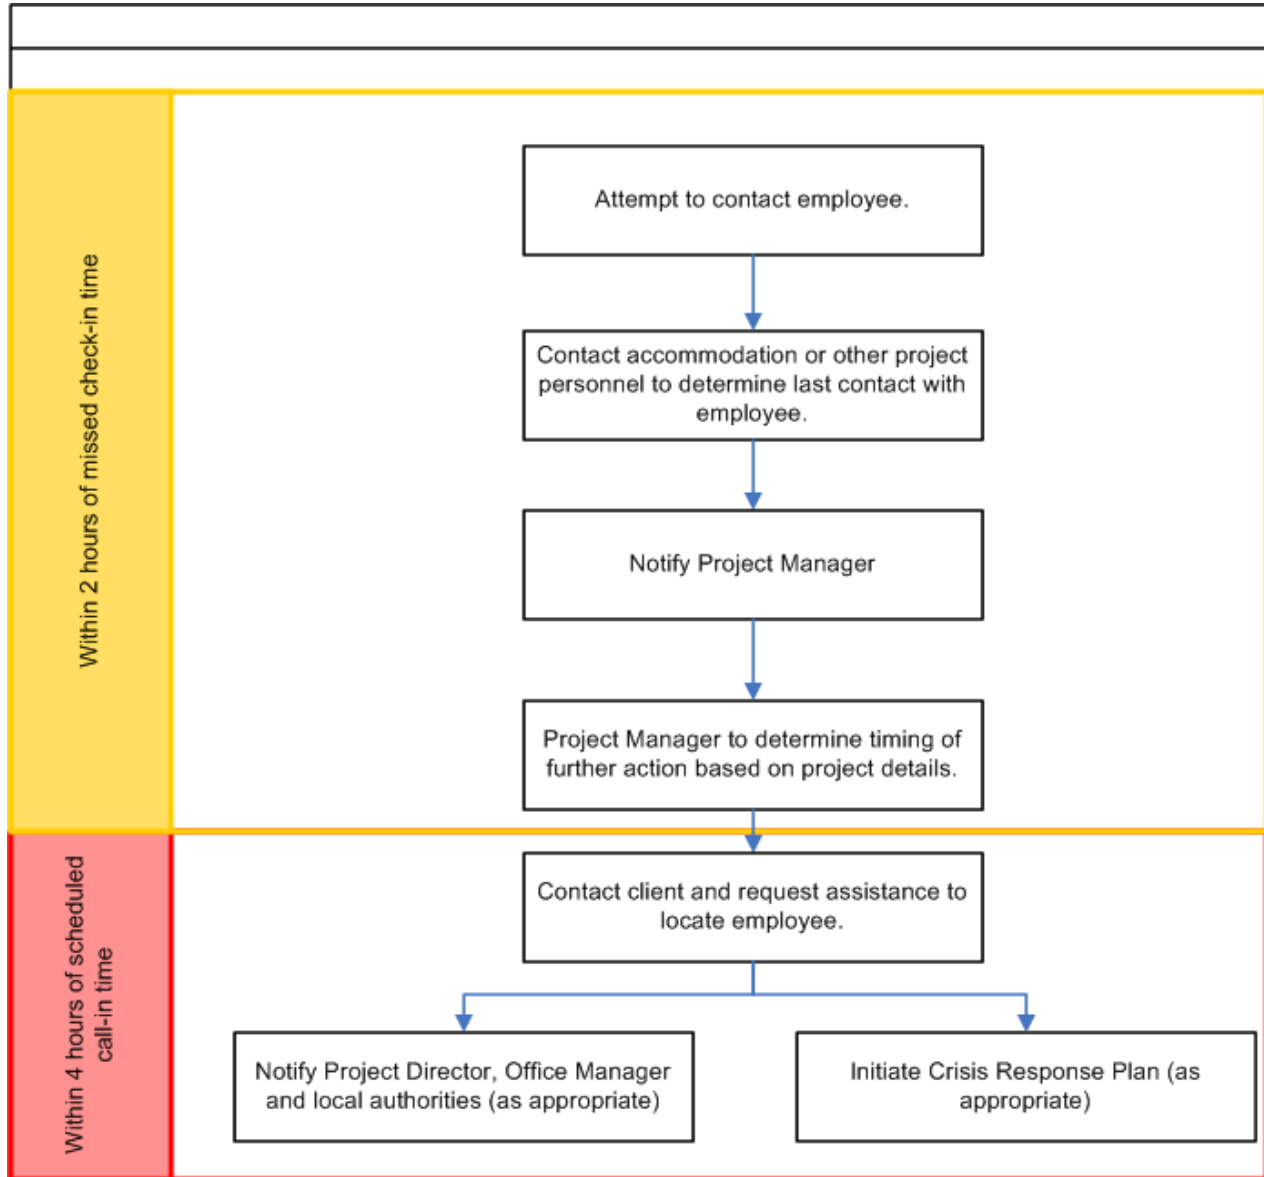 Within 2 hours of missed check-in time
Attempt to contact employee.
Contact accommodation or other project
personnel to determine last contact with
employee.
Notify Project Manager
Project Manager to determine timing of
further action based on project details.
Within 4 hours of scheduled
call-in time
Contact client and request assistance to
locate employee.
Notify Project Director, Office Manager
and local authorities (as appropriate)
Initiate Crisis Response Plan (as
appropriate)